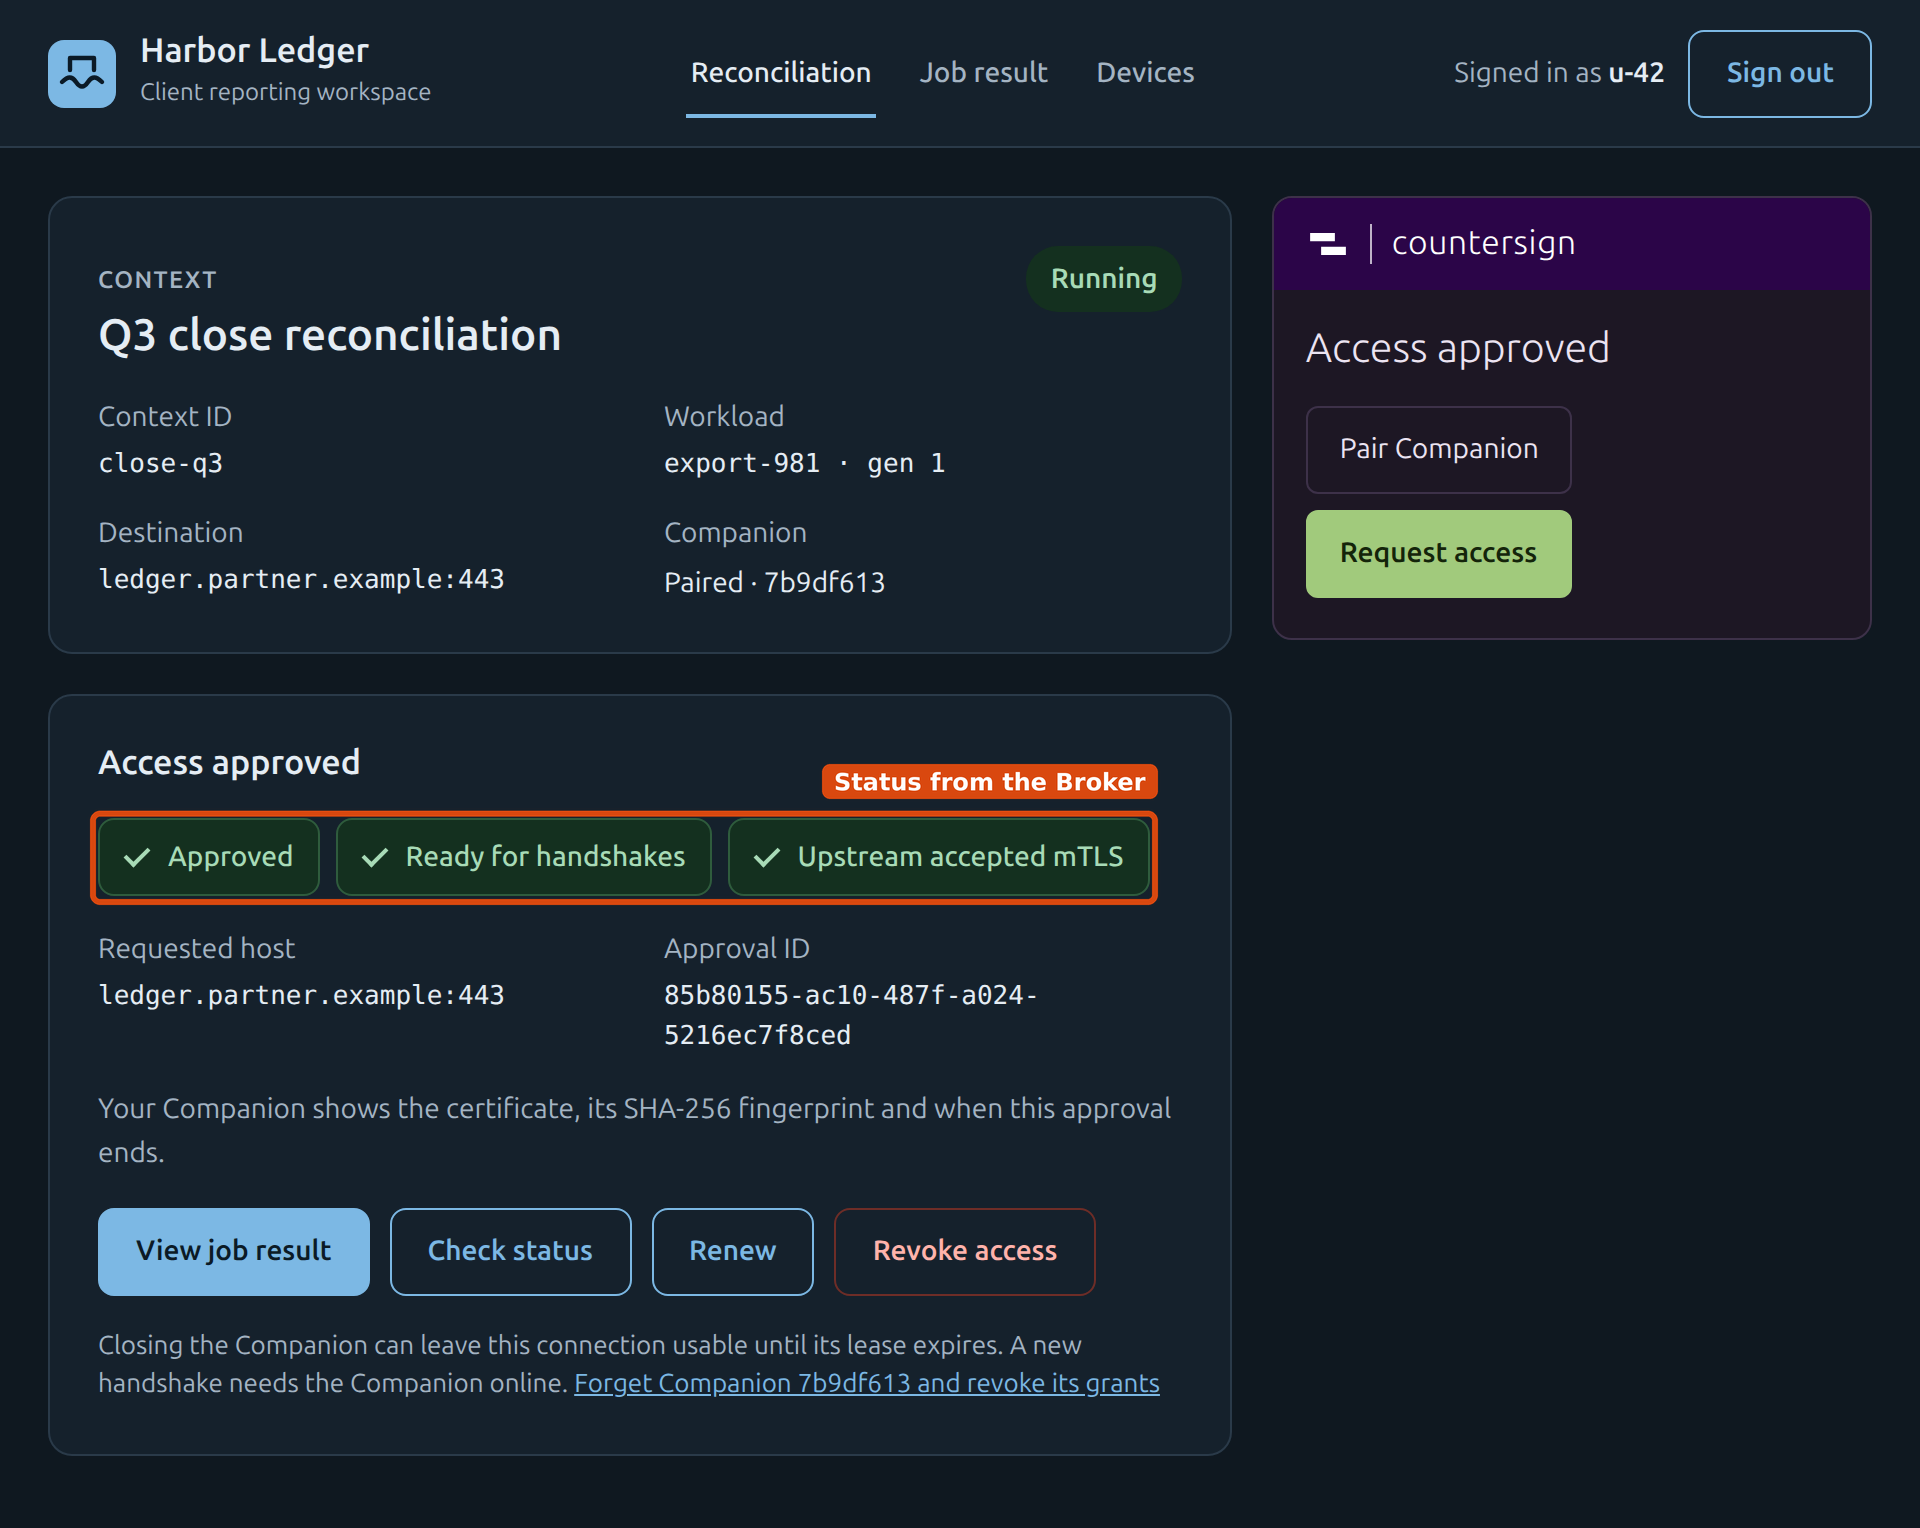 Harbor Ledger
Client reporting workspace
Reconciliation
Job result
Devices
Signed in as u-42
Sign out
CONTEXT
Running
Q3 close reconciliation
Context ID
close-q3
Workload
export-981 · gen 1
Destination
ledger.partner.example:443
Companion
Paired · 7b9df613
countersign
Access approved
Pair Companion
Request access
Access approved
Status from the Broker
Approved
Ready for handshakes
Upstream accepted mTLS
Requested host
ledger.partner.example:443
Approval ID
85b80155-ac10-487f-a024-
5216ec7f8ced
Your Companion shows the certificate, its SHA-256 fingerprint and when this approval
ends.
View job result
Check status
Renew
Revoke access
Closing the Companion can leave this connection usable until its lease expires. A new
handshake needs the Companion online. Forget Companion 7b9df613 and revoke its grants